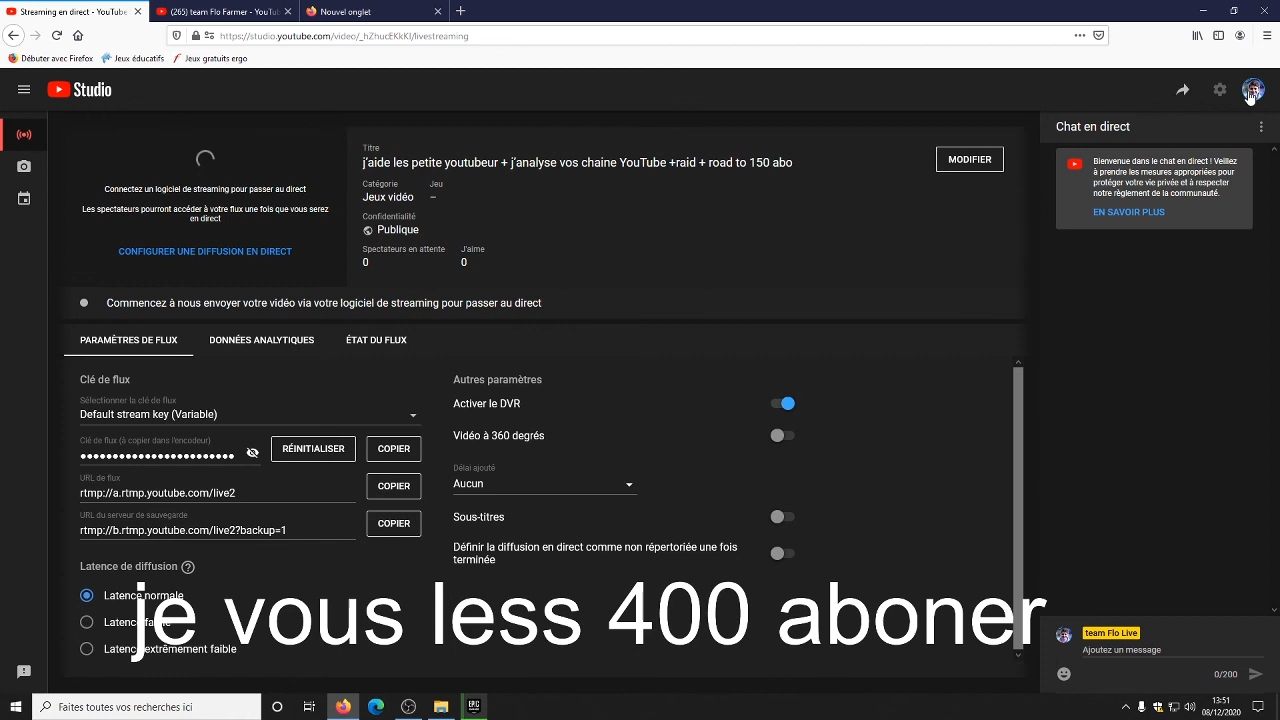 Streaming en direct - YouTube
(265) team Flo Farmer - YouTu
Nouvel onglet
https://studio.youtube.com/video/_hZhucEKkKI/livestreaming
Débuter avec Firefox
Jeux éducatifs
Jeux gratuits ergo
Studio
Connectez un logiciel de streaming pour passer au direct
Les spectateurs pourront accéder à votre flux une fois que vous serez
en direct
CONFIGURER UNE DIFFUSION EN DIRECT
Titre
j'aide les petite youtubeur + j'analyse vos chaine YouTube +raid + road to 150 abo
MODIFIER
Catégorie
Jeu
Jeux vidéo
–
Confidentialité
Publique
Spectateurs en attente
J'aime
0
0
Commencez à nous envoyer votre vidéo via votre logiciel de streaming pour passer au direct
PARAMÈTRES DE FLUX
DONNÉES ANALYTIQUES
ÉTAT DU FLUX
Clé de flux
Sélectionner la clé de flux
Default stream key (Variable)
Clé de flux (à copier dans l'encodeur)
RÉINITIALISER
COPIER
URL de flux
rtmp://a.rtmp.youtube.com/live2
COPIER
URL du serveur de sauvegarde
rtmp://b.rtmp.youtube.com/live2?backup=1
COPIER
Latence de diffusion
Latence normale
Latence faible
Latence extrêmement faible
Autres paramètres
Activer le DVR
Vidéo à 360 degrés
Délai ajouté
Aucun
Sous-titres
Définir la diffusion en direct comme non répertoriée une fois
terminée
je vous less 400 aboner
Chat en direct
Bienvenue dans le chat en direct ! Veillez
à prendre les mesures appropriées pour
protéger votre vie privée et à respecter
notre règlement de la communauté.
EN SAVOIR PLUS
team Flo Live
Ajoutez un message
0/200
Faites toutes vos recherches ici
EPIC
13:51
08/12/2020